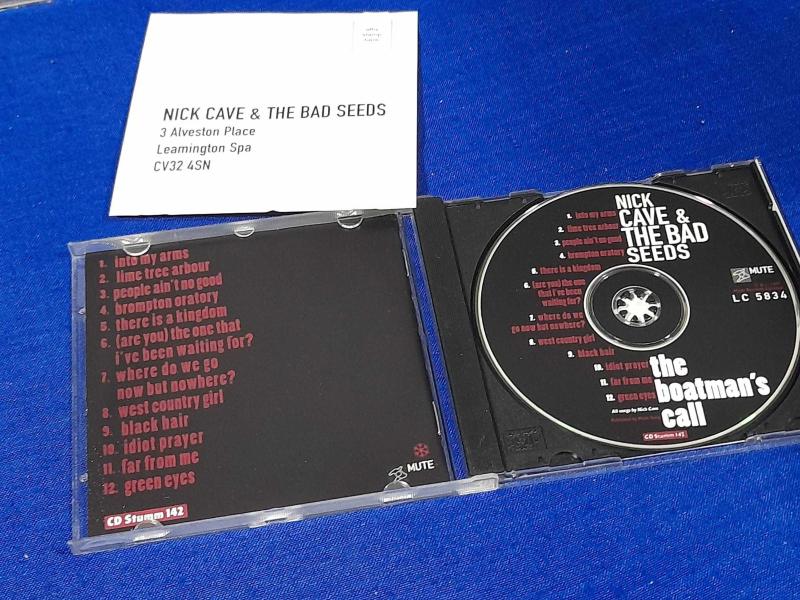 affix
stamp
here
NICK CAVE & THE BAD SEEDS
3 Alveston Place
Leamington Spa
CV32 4SN
1. into my arms
2. lime tree arbour
3. people ain't no good
4. brompton oratory
5. there is a kingdom
6. (are you) the one that
i've been waiting for?
7. where do we go
now but nowhere?
8. west country girl
9. black hair
10. idiot prayer
11. far from me
12. green eyes
CD Stumm 142
MUTE
NICK
CAVE &
THE BAD
SEEDS
1. into my arms
2. lime tree arbour
3. people ain't no good
4. brompton oratory
5. there is a kingdom
6. (are you) the one
that i've been
waiting for?
7. where do we
go now but nowhere?
8. west country girl
9. black hair
10. idiot prayer
11. far from me
12. green eyes
All songs by Nick Cave
MUTE
LC 5834
the
boatman's
call
CD Stumm 142